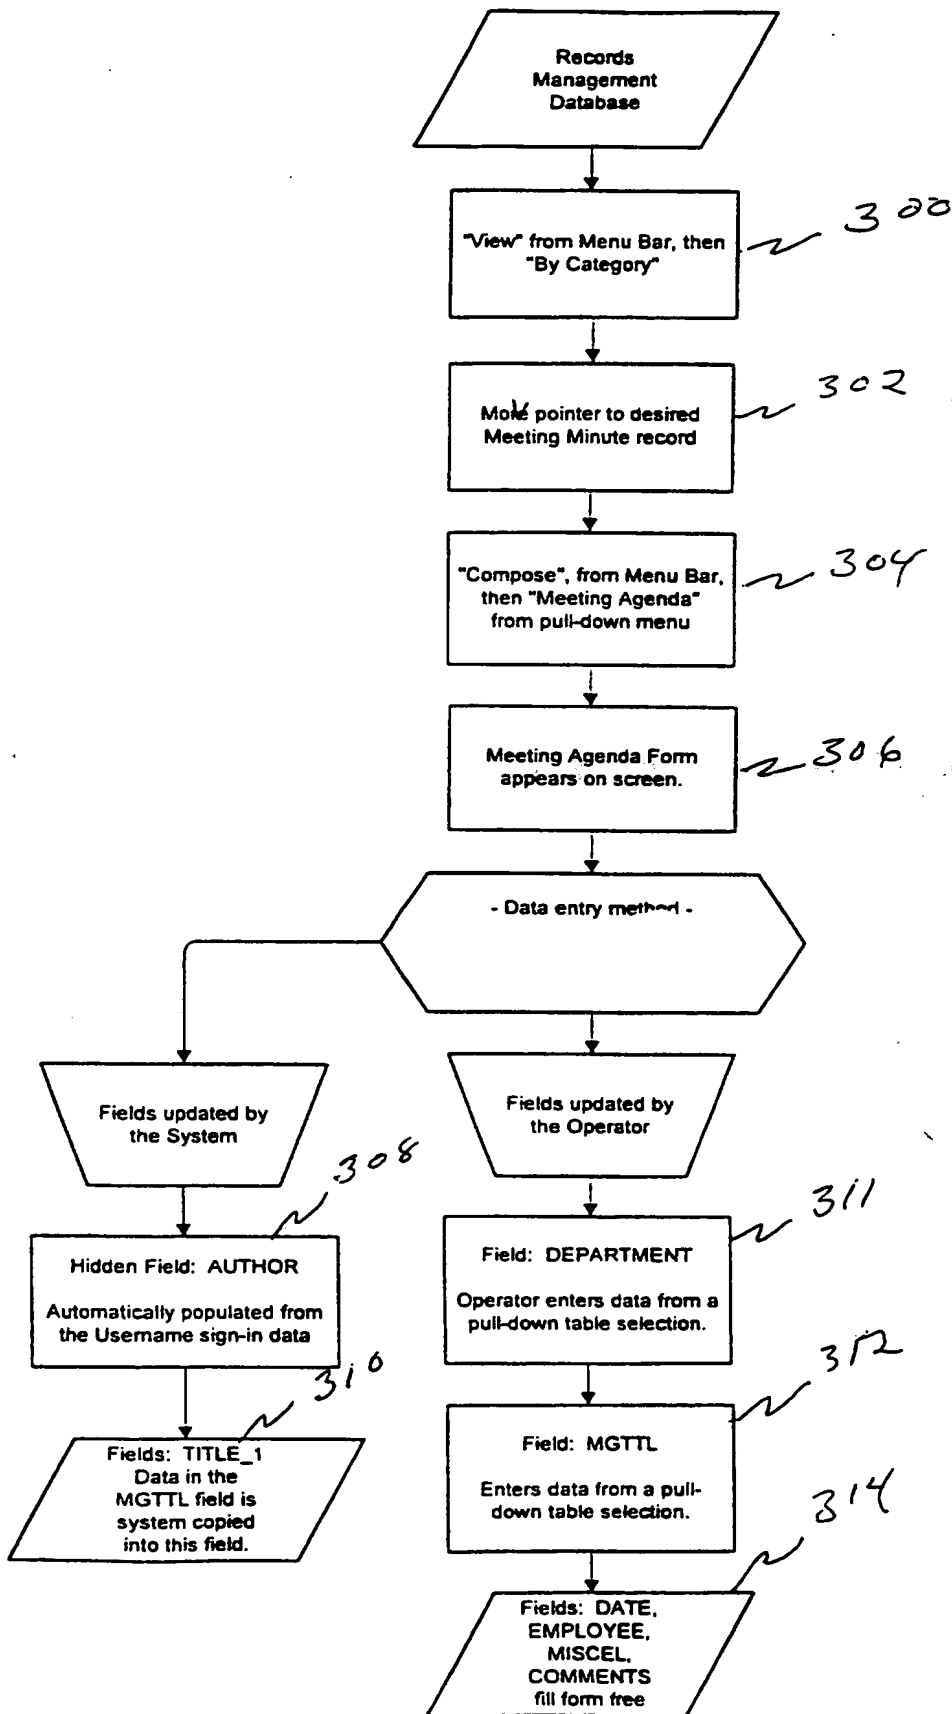 Records
Management
Database
"View" from Menu Bar, then
"By Category"
300
pointer to desired
Meeting Minute record
302
"Compose", from Menu Bar,
then "Meeting Agenda"
from pull-down menu
304
Meeting Agenda Form
appears on screen.
306
- Data entry method -
Fields updated by
the System
Fields updated by
the Operator
308
Hidden Field: AUTHOR
Automatically populated from
the Username sign-in data
311
Field: DEPARTMENT
Operator enters data from a
pull-down table selection.
310
Fields: TITLE_1
Data in the
MGTTL field is
system copied
into this field.
312
Field: MGTTL
Enters data from a pull-
down table selection.
314
Fields: DATE,
EMPLOYEE,
MISCEL,
COMMENTS
fill form free